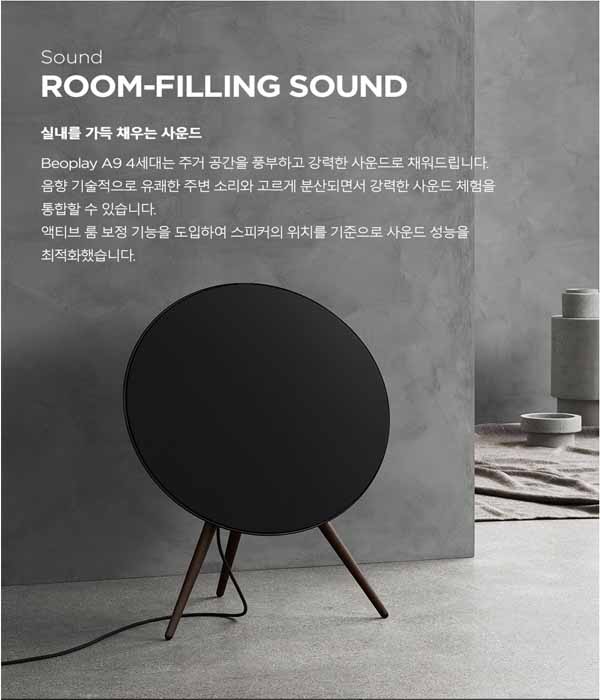 Sound
ROOM-FILLING SOUND
실내를 가득 채우는 사운드
Beoplay A9 4세대는 주거 공간을 풍부하고 강력한 사운드로 채워드립니다.
음향 기술적으로 유쾌한 주변 소리와 고르게 분산되면서 강력한 사운드 체험을
통합할 수 있습니다.
액티브 룸 보정 기능을 도입하여 스피커의 위치를 기준으로 사운드 성능을
최적화했습니다.